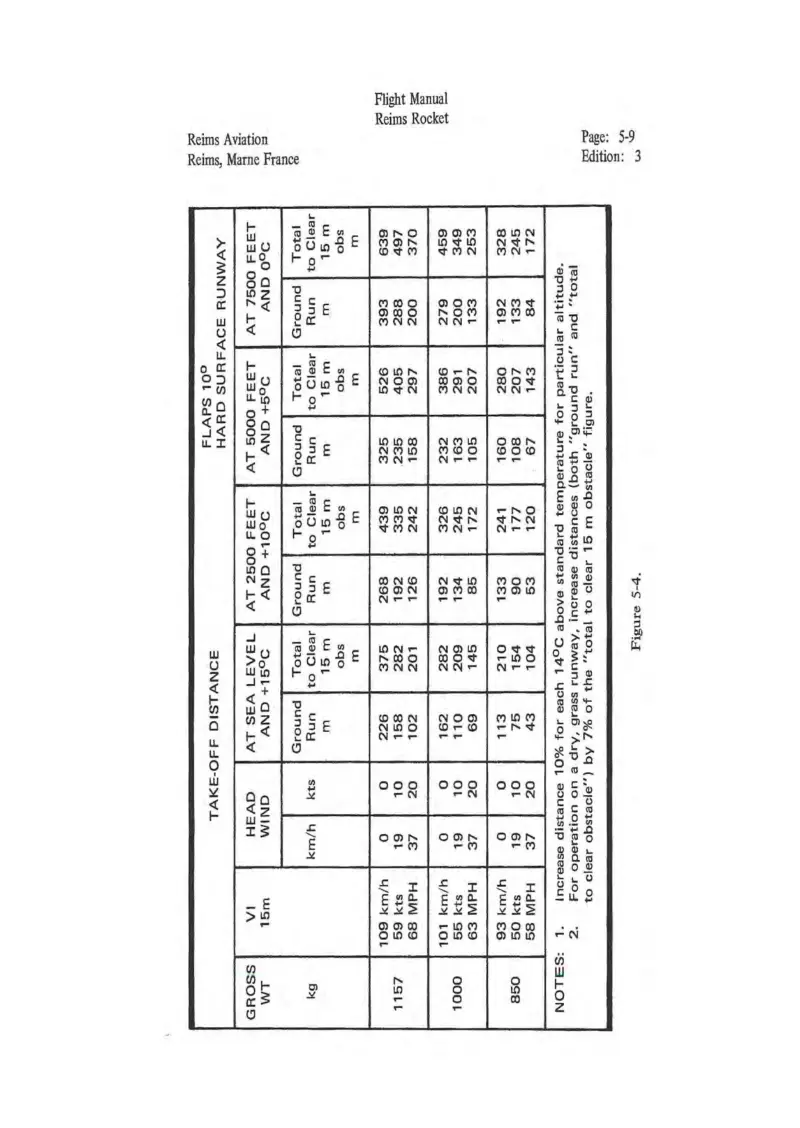 Flight Manual
Reims Rocket
Reims Aviation
Reims, Marne France
Page: 5-9
Edition: 3
TAKE-OFF DISTANCE
FLAPS 10º
HARD SURFACE RUNWAY
GROSS WT VI 15m HEAD WIND AT SEA LEVEL AND +15ºC AT 2500 FEET AND +10ºC AT 5000 FEET AND +5ºC AT 7500 FEET AND 0ºC
kg km/h kts Ground Run m Total to Clear 15 m obs m Ground Run m Total to Clear 15 m obs m Ground Run m Total to Clear 15 m obs m Ground Run m Total to Clear 15 m obs m
109 km/h 0 0 226 375 268 439 325 526 393 639
1157 59 kts 19 10 158 282 192 335 235 405 288 497
68 MPH 37 20 102 201 126 242 158 297 200 370
101 km/h 0 0 162 282 192 326 232 386 279 459
1000 55 kts 19 10 110 209 134 245 163 291 200 349
63 MPH 37 20 69 145 85 172 105 207 133 253
93 km/h 0 0 113 210 133 241 160 280 192 328
850 50 kts 19 10 75 154 90 177 108 207 133 245
58 MPH 37 20 43 104 53 120 67 143 84 172
NOTES: 1. Increase distance 10% for each 14ºC above standard temperature for particular altitude.
2. For operation on a dry, grass runway, increase distances (both "ground run" and "total
to clear obstacle") by 7% of the "total to clear 15 m obstacle" figure.
Figure 5-4.